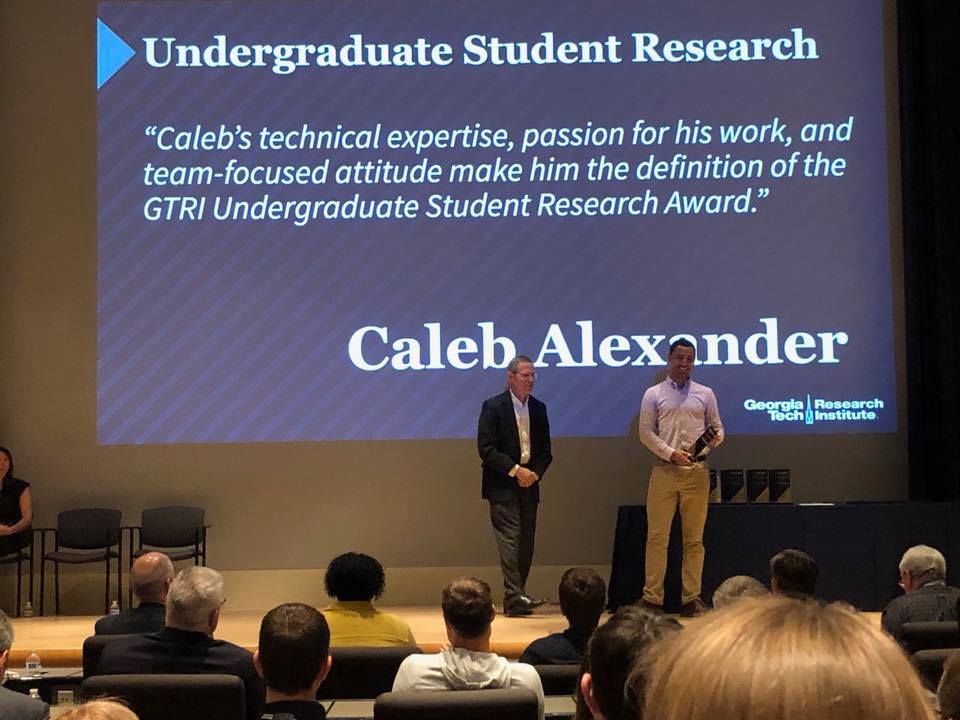 Undergraduate Student Research
“Caleb’s technical expertise, passion for his work, and
team-focused attitude make him the definition of the
GTRI Undergraduate Student Research Award.”
Caleb Alexander
Georgia Research
Tech Institute